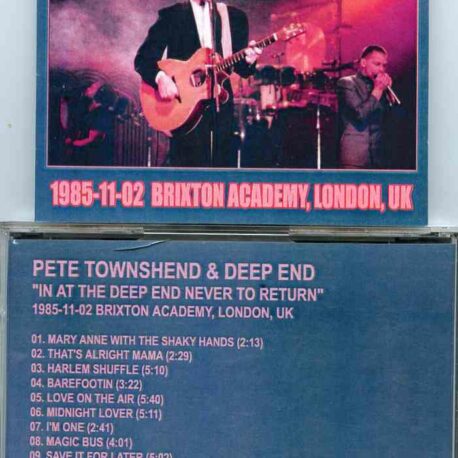 1985-11-02 BRIXTON ACADEMY, LONDON, UK
PETE TOWNSHEND & DEEP END
"IN AT THE DEEP END NEVER TO RETURN"
1985-11-02 BRIXTON ACADEMY, LONDON, UK
01. MARY ANNE WITH THE SHAKY HANDS (2:13)
02. THAT'S ALRIGHT MAMA (2:29)
03. HARLEM SHUFFLE (5:10)
04. BAREFOOTIN (3:22)
05. LOVE ON THE AIR (5:40)
06. MIDNIGHT LOVER (5:11)
07. I'M ONE (2:41)
08. MAGIC BUS (4:01)
09. SAVE IT FOR LATER (5:02)